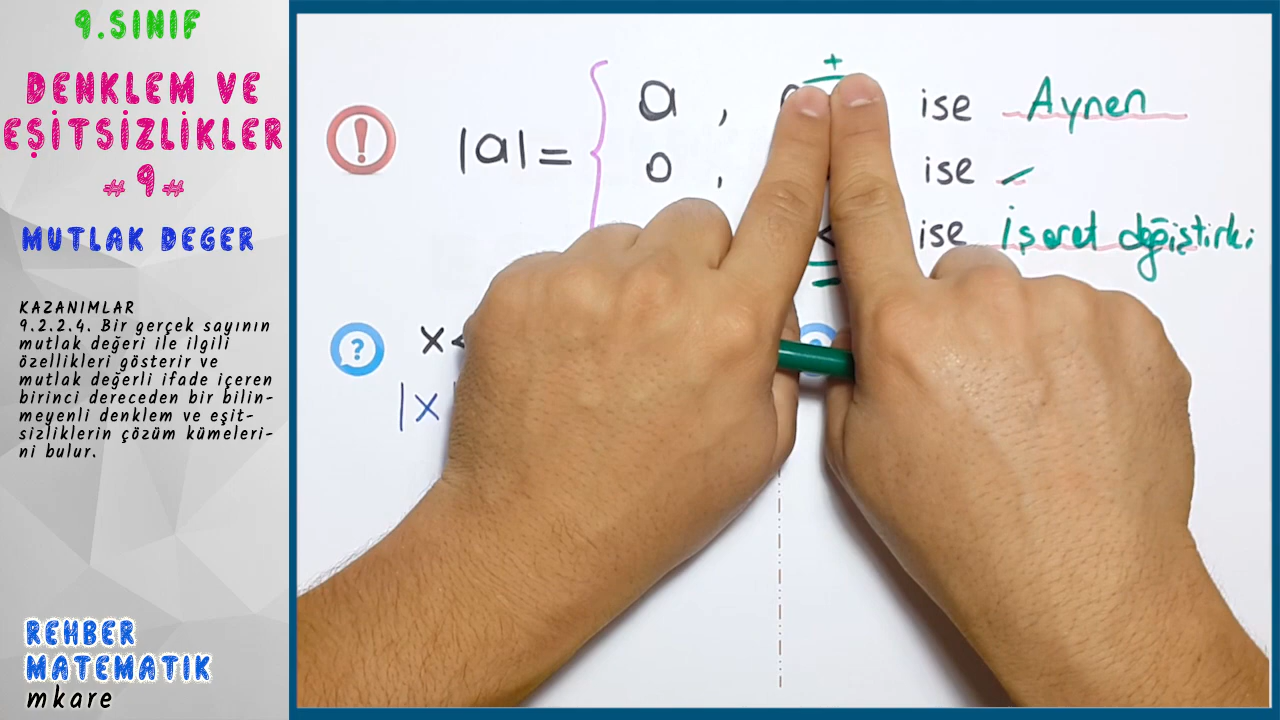 9.SINIF
DENKLEM VE
EŞİTSİZLİKLER
#9#
MUTLAK DEGER
KAZANIMLAR
9.2.2.4. Bir gerçek sayının
mutlak değeri ile ilgili
özellikleri gösterir ve
mutlak değerli ifade içeren
birinci dereceden bir bilin-
meyenli denklem ve eşit-
sizliklerin çözüm kümeleri-
ni bulur.
REHBER
MATEMATIK
mkare
+
a , ise Aynen
|a| =
0 , ise
< ise İşaret değiştirir
x <
|x|